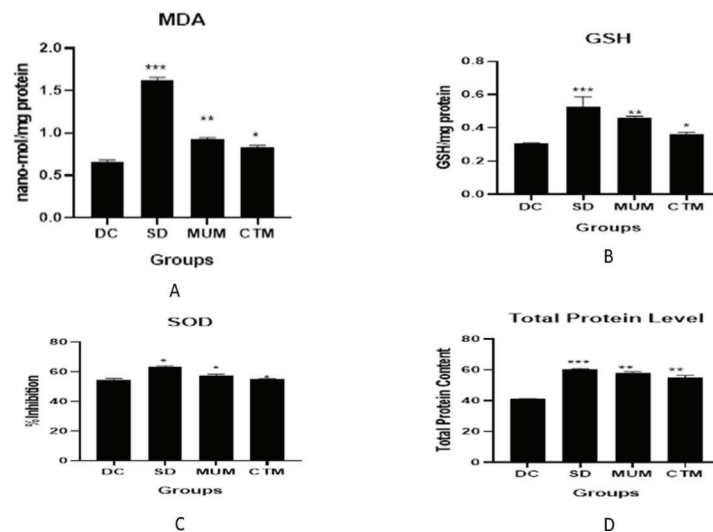 MDA
nano-mol/mg protein
2.0
1.5
1.0
0.5
0.0
***
**
*
DC SD MUM CTM
Groups
A
GSH
GSH/mg protein
0.8
0.6
0.4
0.2
0.0
***
**
*
DC SD MUM CTM
Groups
B
SOD
%Inhibition
80
60
40
20
0
*
*
*
DC SD MUM CTM
Groups
C
Total Protein Level
Total Protein Content
80
60
40
20
0
***
**
**
DC SD MUM CTM
Groups
D